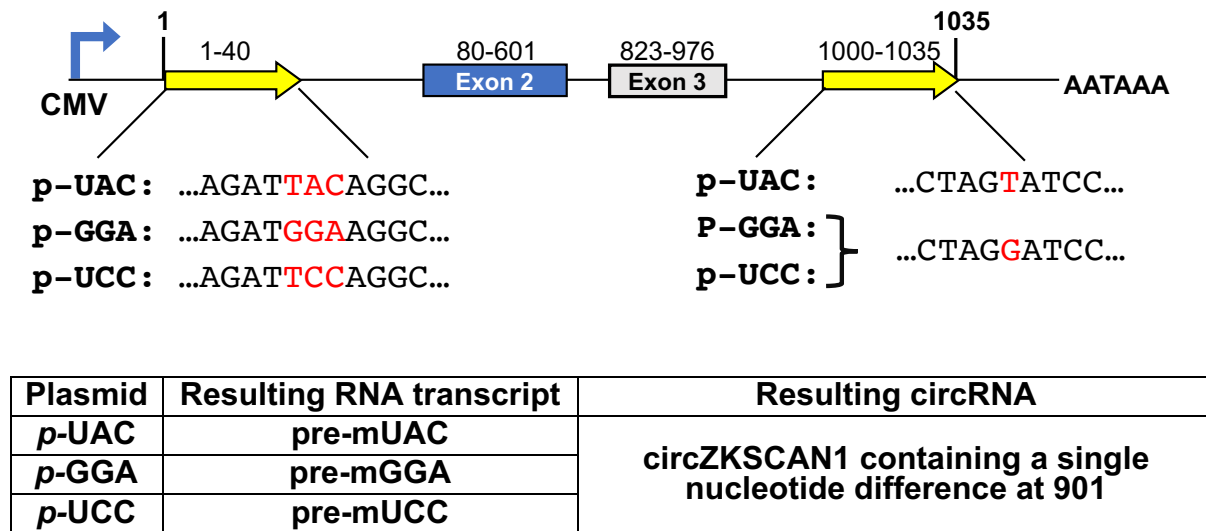 1 1035
1-40 80-601 823-976 1000-1035
Exon 2 Exon 3
CMV AATAAA
p-UAC: …AGATTACAGGC… p-UAC: …CTAGTATCC…
p-GGA: …AGATGGAAGGC… P-GGA:
…CTAGGATCC…
p-UCC: …AGATTCCAGGC… p-UCC:
Plasmid Resulting RNA transcript Resulting circRNA
p-UAC pre-mUAC
p-GGA pre-mGGA
circZKSCAN1 containing a single
nucleotide difference at 901
p-UCC pre-mUCC